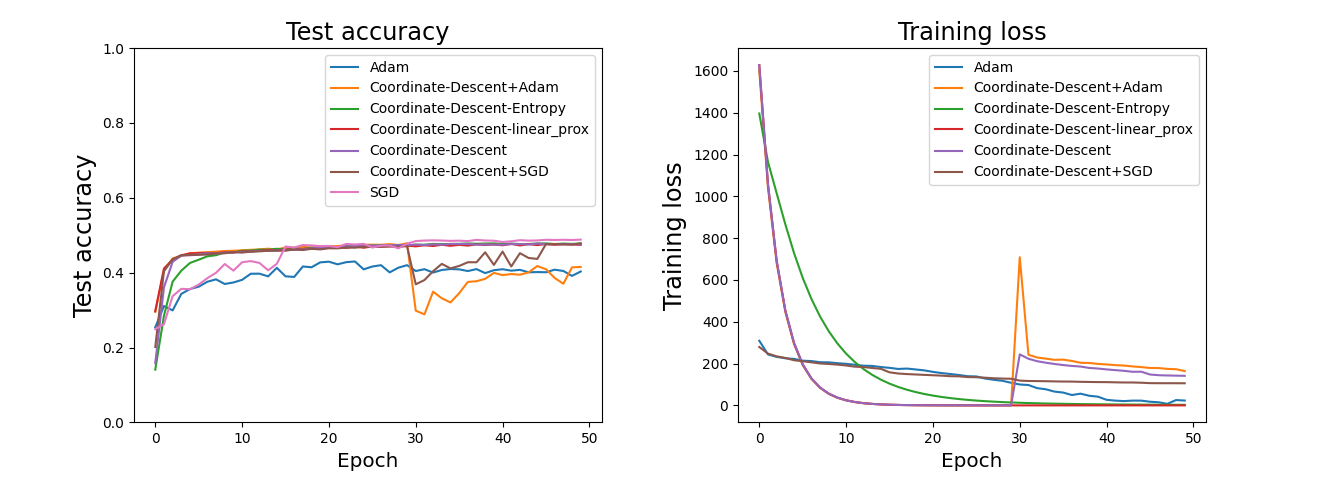 Test accuracy
Test accuracy
1.0
0.8
0.6
0.4
0.2
0.0
0
10
20
30
40
50
Epoch
Adam
Coordinate-Descent+Adam
Coordinate-Descent-Entropy
Coordinate-Descent-linear_prox
Coordinate-Descent
Coordinate-Descent+SGD
SGD
Training loss
Training loss
1600
1400
1200
1000
800
600
400
200
0
0
10
20
30
40
50
Epoch
Adam
Coordinate-Descent+Adam
Coordinate-Descent-Entropy
Coordinate-Descent-linear_prox
Coordinate-Descent
Coordinate-Descent+SGD